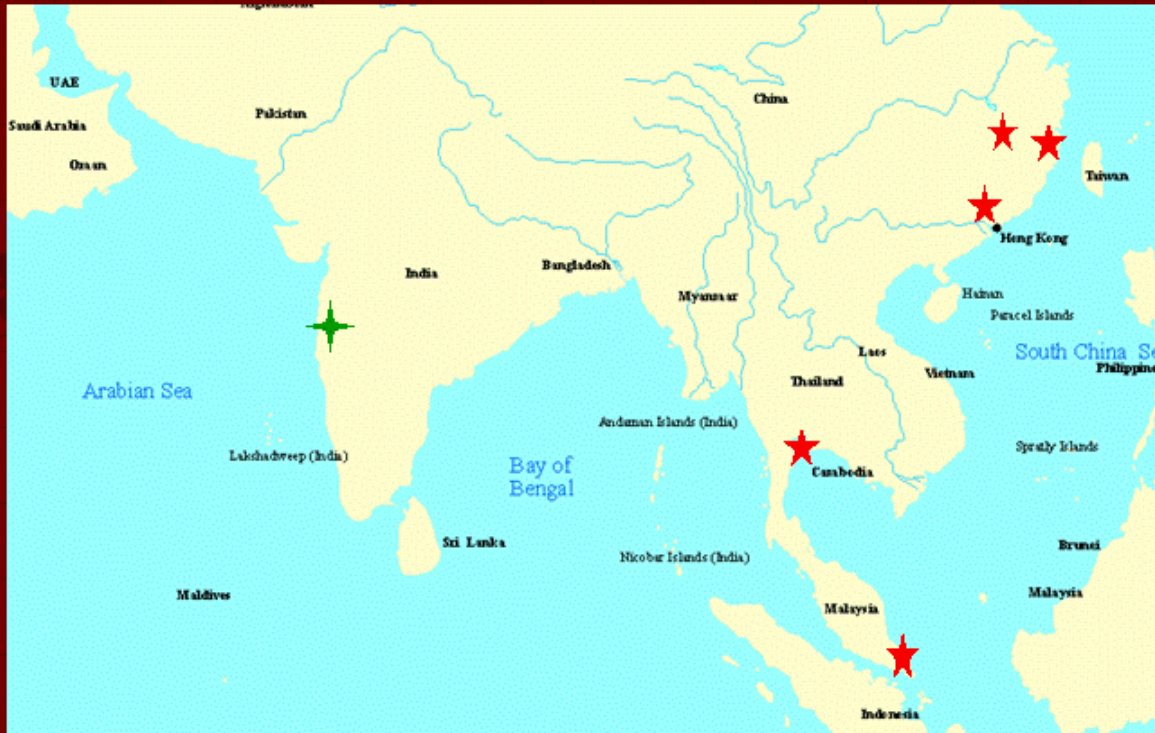 UAE
China
Pakistan
Saudi Arabia
Oman
Taiwan
Hong Kong
Bangladesh
India
Myanmar
Hainan
Paracel Islands
Laos
South China Se
Philippine
Vietnam
Thailand
Arabian Sea
Andaman Islands (India)
Spratly Islands
Lakshadweep (India)
Bay of
Bengal
Cambodia
Sri Lanka
Brunei
Nicobar Islands (India)
Malaysia
Maldives
Malaysia
Indonesia